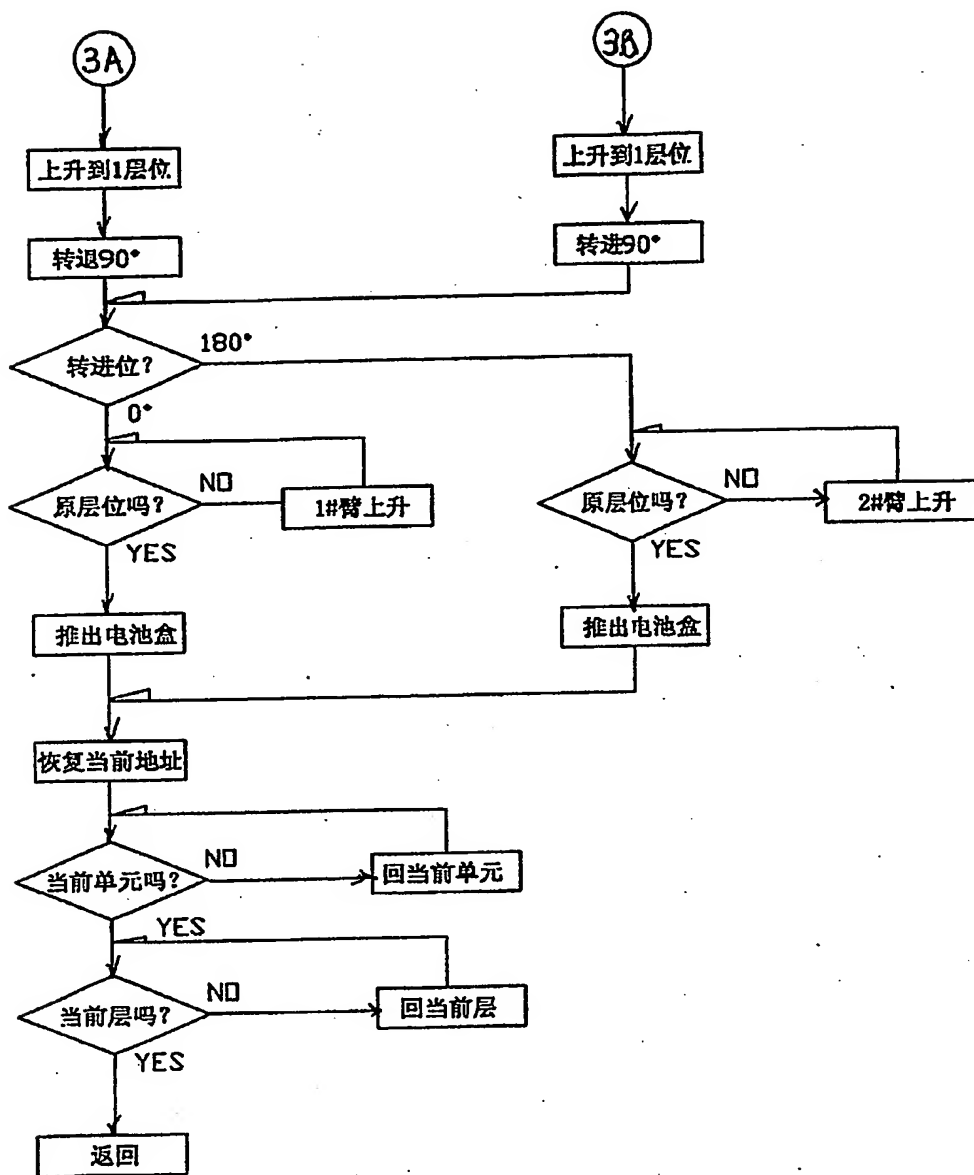 3A
3B
上升到1层位
上升到1层位
转退90°
转进90°
转进位？
180°
0°
原层位吗？
NO
1#臂上升
YES
原层位吗？
NO
2#臂上升
YES
推出电池盒
推出电池盒
恢复当前地址
当前单元吗？
NO
回当前单元
YES
当前层吗？
NO
回当前层
YES
返回